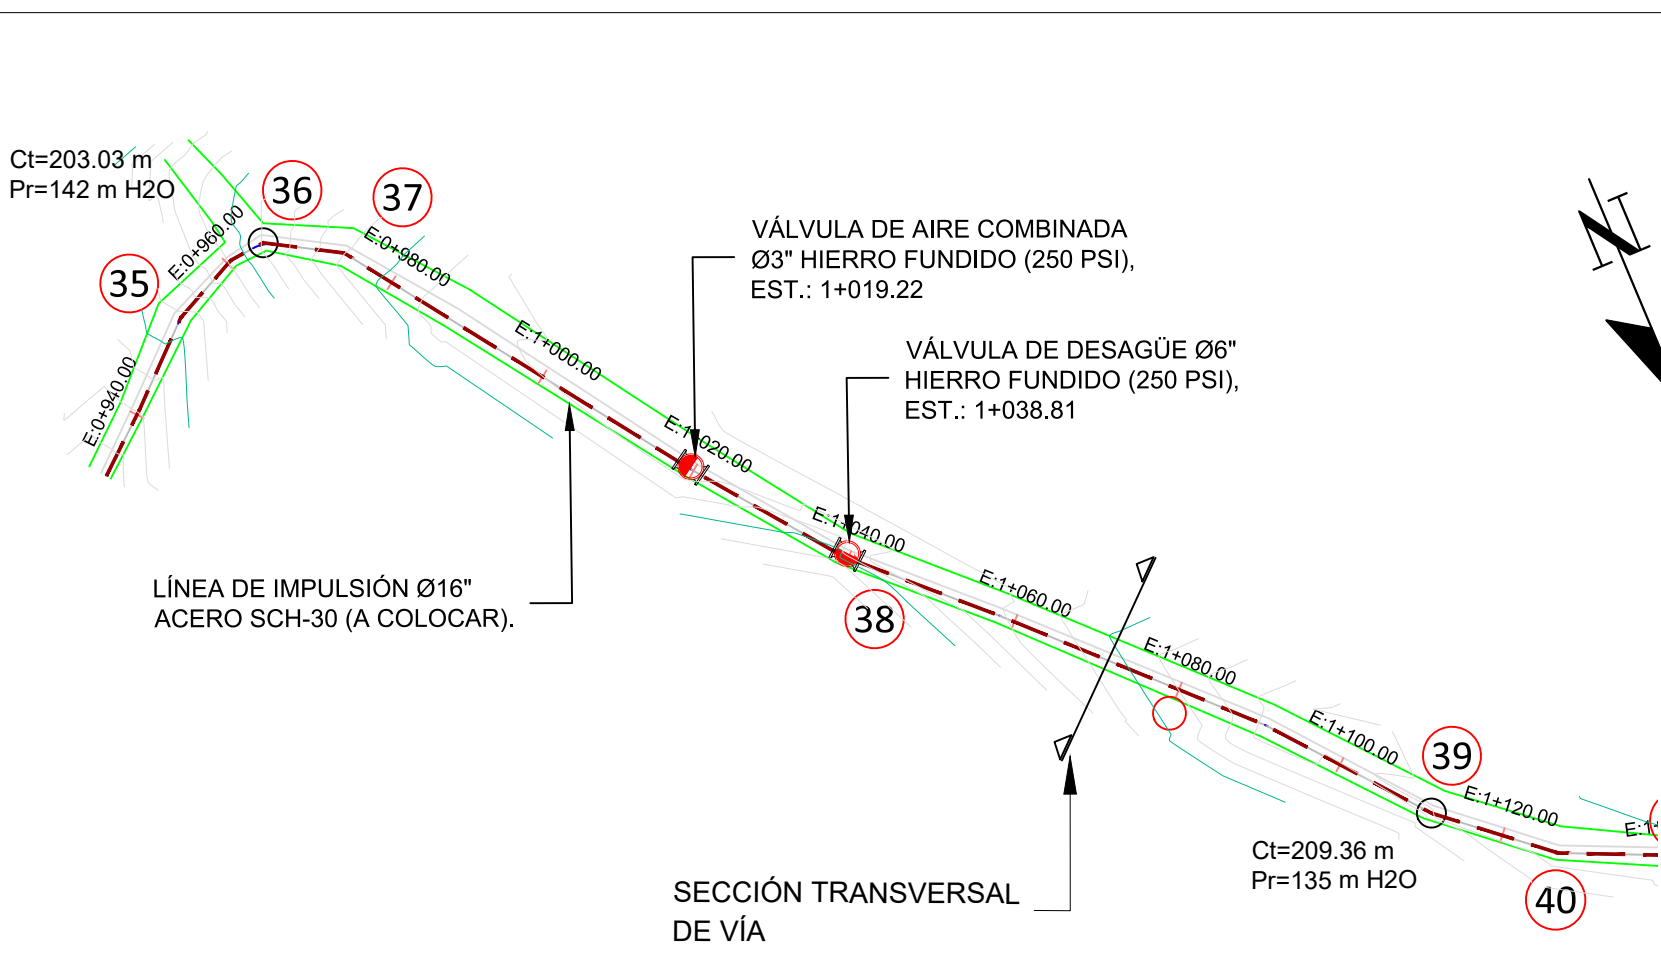 Ct=203.03 m
Pr=142 m H2O
36
37
35
E:0+940.00
E:0+960.00
E:0+980.00
E:1+000.00
E:1+020.00
E:1+040.00
E:1+060.00
E:1+080.00
E:1+100.00
E:1+120.00
VÁLVULA DE AIRE COMBINADA
Ø3" HIERRO FUNDIDO (250 PSI),
EST.: 1+019.22
VÁLVULA DE DESAGÜE Ø6"
HIERRO FUNDIDO (250 PSI),
EST.: 1+038.81
N
LÍNEA DE IMPULSIÓN Ø16"
ACERO SCH-30 (A COLOCAR).
38
39
Ct=209.36 m
Pr=135 m H2O
40
SECCIÓN TRANSVERSAL
DE VÍA